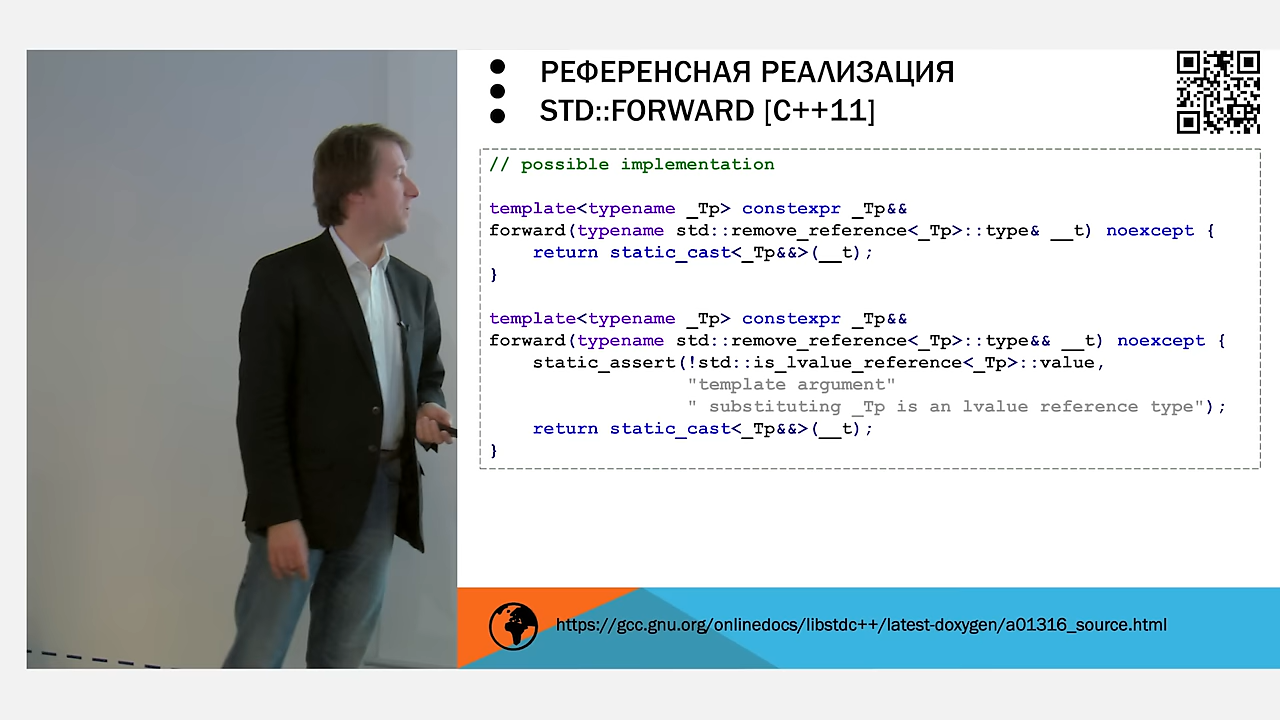 РЕФЕРЕНСНАЯ РЕАЛИЗАЦИЯ
STD::FORWARD [C++11]
// possible implementation
template<typename _Tp> constexpr _Tp&&
forward(typename std::remove_reference<_Tp>::type& __t) noexcept {
    return static_cast<_Tp&&>(__t);
}
template<typename _Tp> constexpr _Tp&&
forward(typename std::remove_reference<_Tp>::type&& __t) noexcept {
    static_assert(!std::is_lvalue_reference<_Tp>::value,
                  "template argument"
                  " substituting _Tp is an lvalue reference type");
    return static_cast<_Tp&&>(__t);
}
https://gcc.gnu.org/onlinedocs/libstdc++/latest-doxygen/a01316_source.html